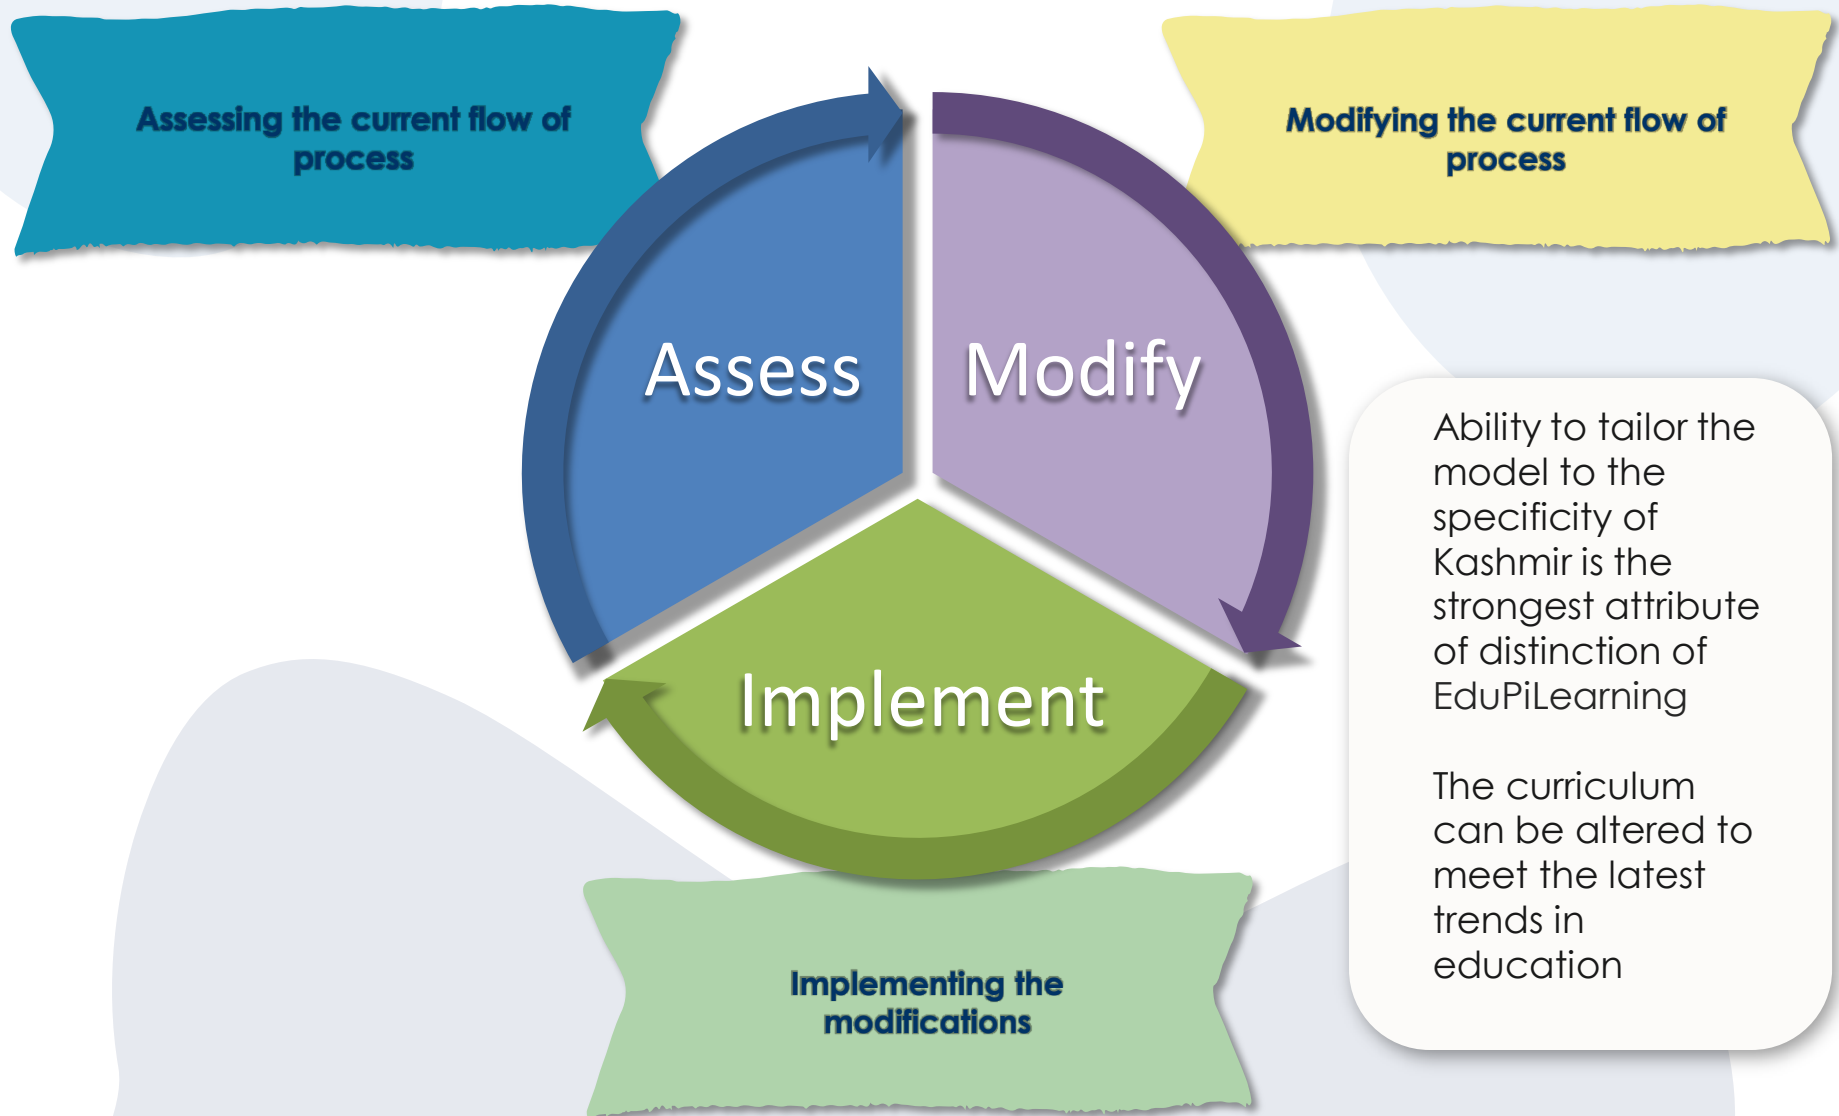 Assessing the current flow of
process
Modifying the current flow of
process
Assess
Modify
Implement
Implementing the
modifications
Ability to tailor the
model to the
specificity of
Kashmir is the
strongest attribute
of distinction of
EduPiLearning
The curriculum
can be altered to
meet the latest
trends in
education